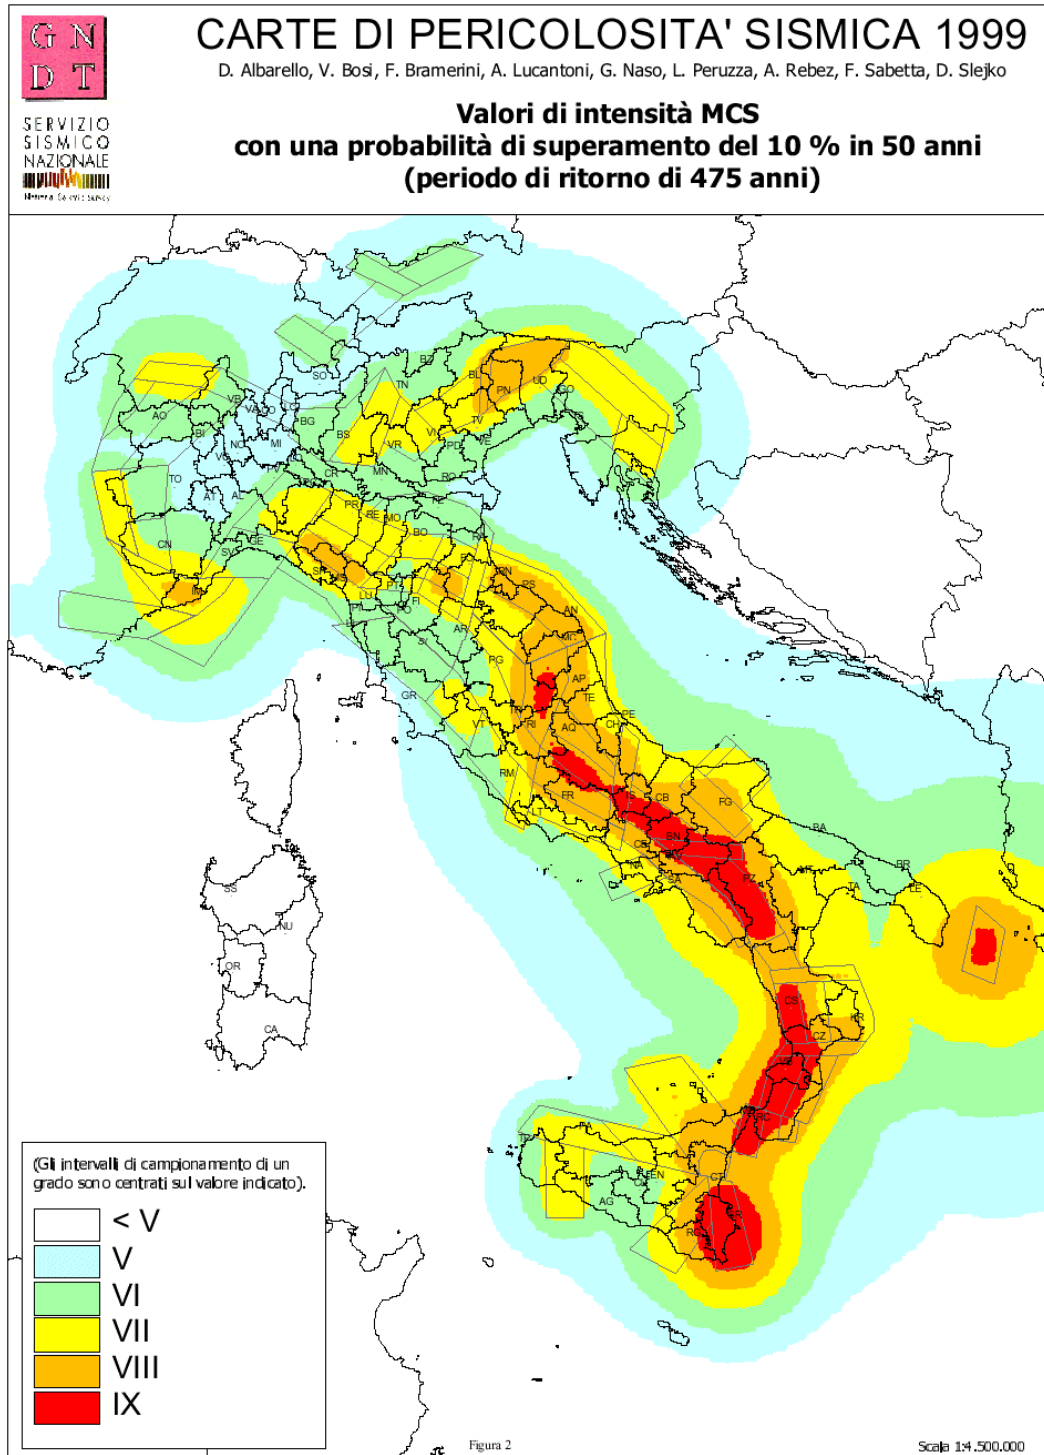 G N
D T
SERVIZIO
SISMICO
NAZIONALE
CARTE DI PERICOLOSITA' SISMICA 1999
D. Albarello, V. Bosi, F. Bramerini, A. Lucantoni, G. Naso, L. Peruzza, A. Rebez, F. Sabetta, D. Slejko
Valori di intensità MCS
con una probabilità di superamento del 10 % in 50 anni
(periodo di ritorno di 475 anni)
SO
BZ
TN
BL
PN
UD
GO
TS
AO
VB
BI
NO
MI
BG
BS
VR
VI
PD
VE
TO
AT
AL
PV
CR
MN
RO
PR
RE
MO
BO
FE
RA
CN
SV
GE
IM
SP
MS
LU
PT
PO
FI
FO
RN
PS
AN
AR
SI
PG
MC
AP
TE
GR
VT
TR
RI
AQ
PE
CH
RM
FR
LT
IS
CB
FG
BN
CE
NA
AV
SA
PZ
MT
BA
TA
BR
LE
SS
NU
OR
CA
CS
KR
CZ
VV
RC
ME
TP
PA
AG
CL
EN
CT
SR
RG
(Gli intervalli di campionamento di un
grado sono centrati sul valore indicato).
< V
V
VI
VII
VIII
IX
Figura 2
Scala 1:4.500.000